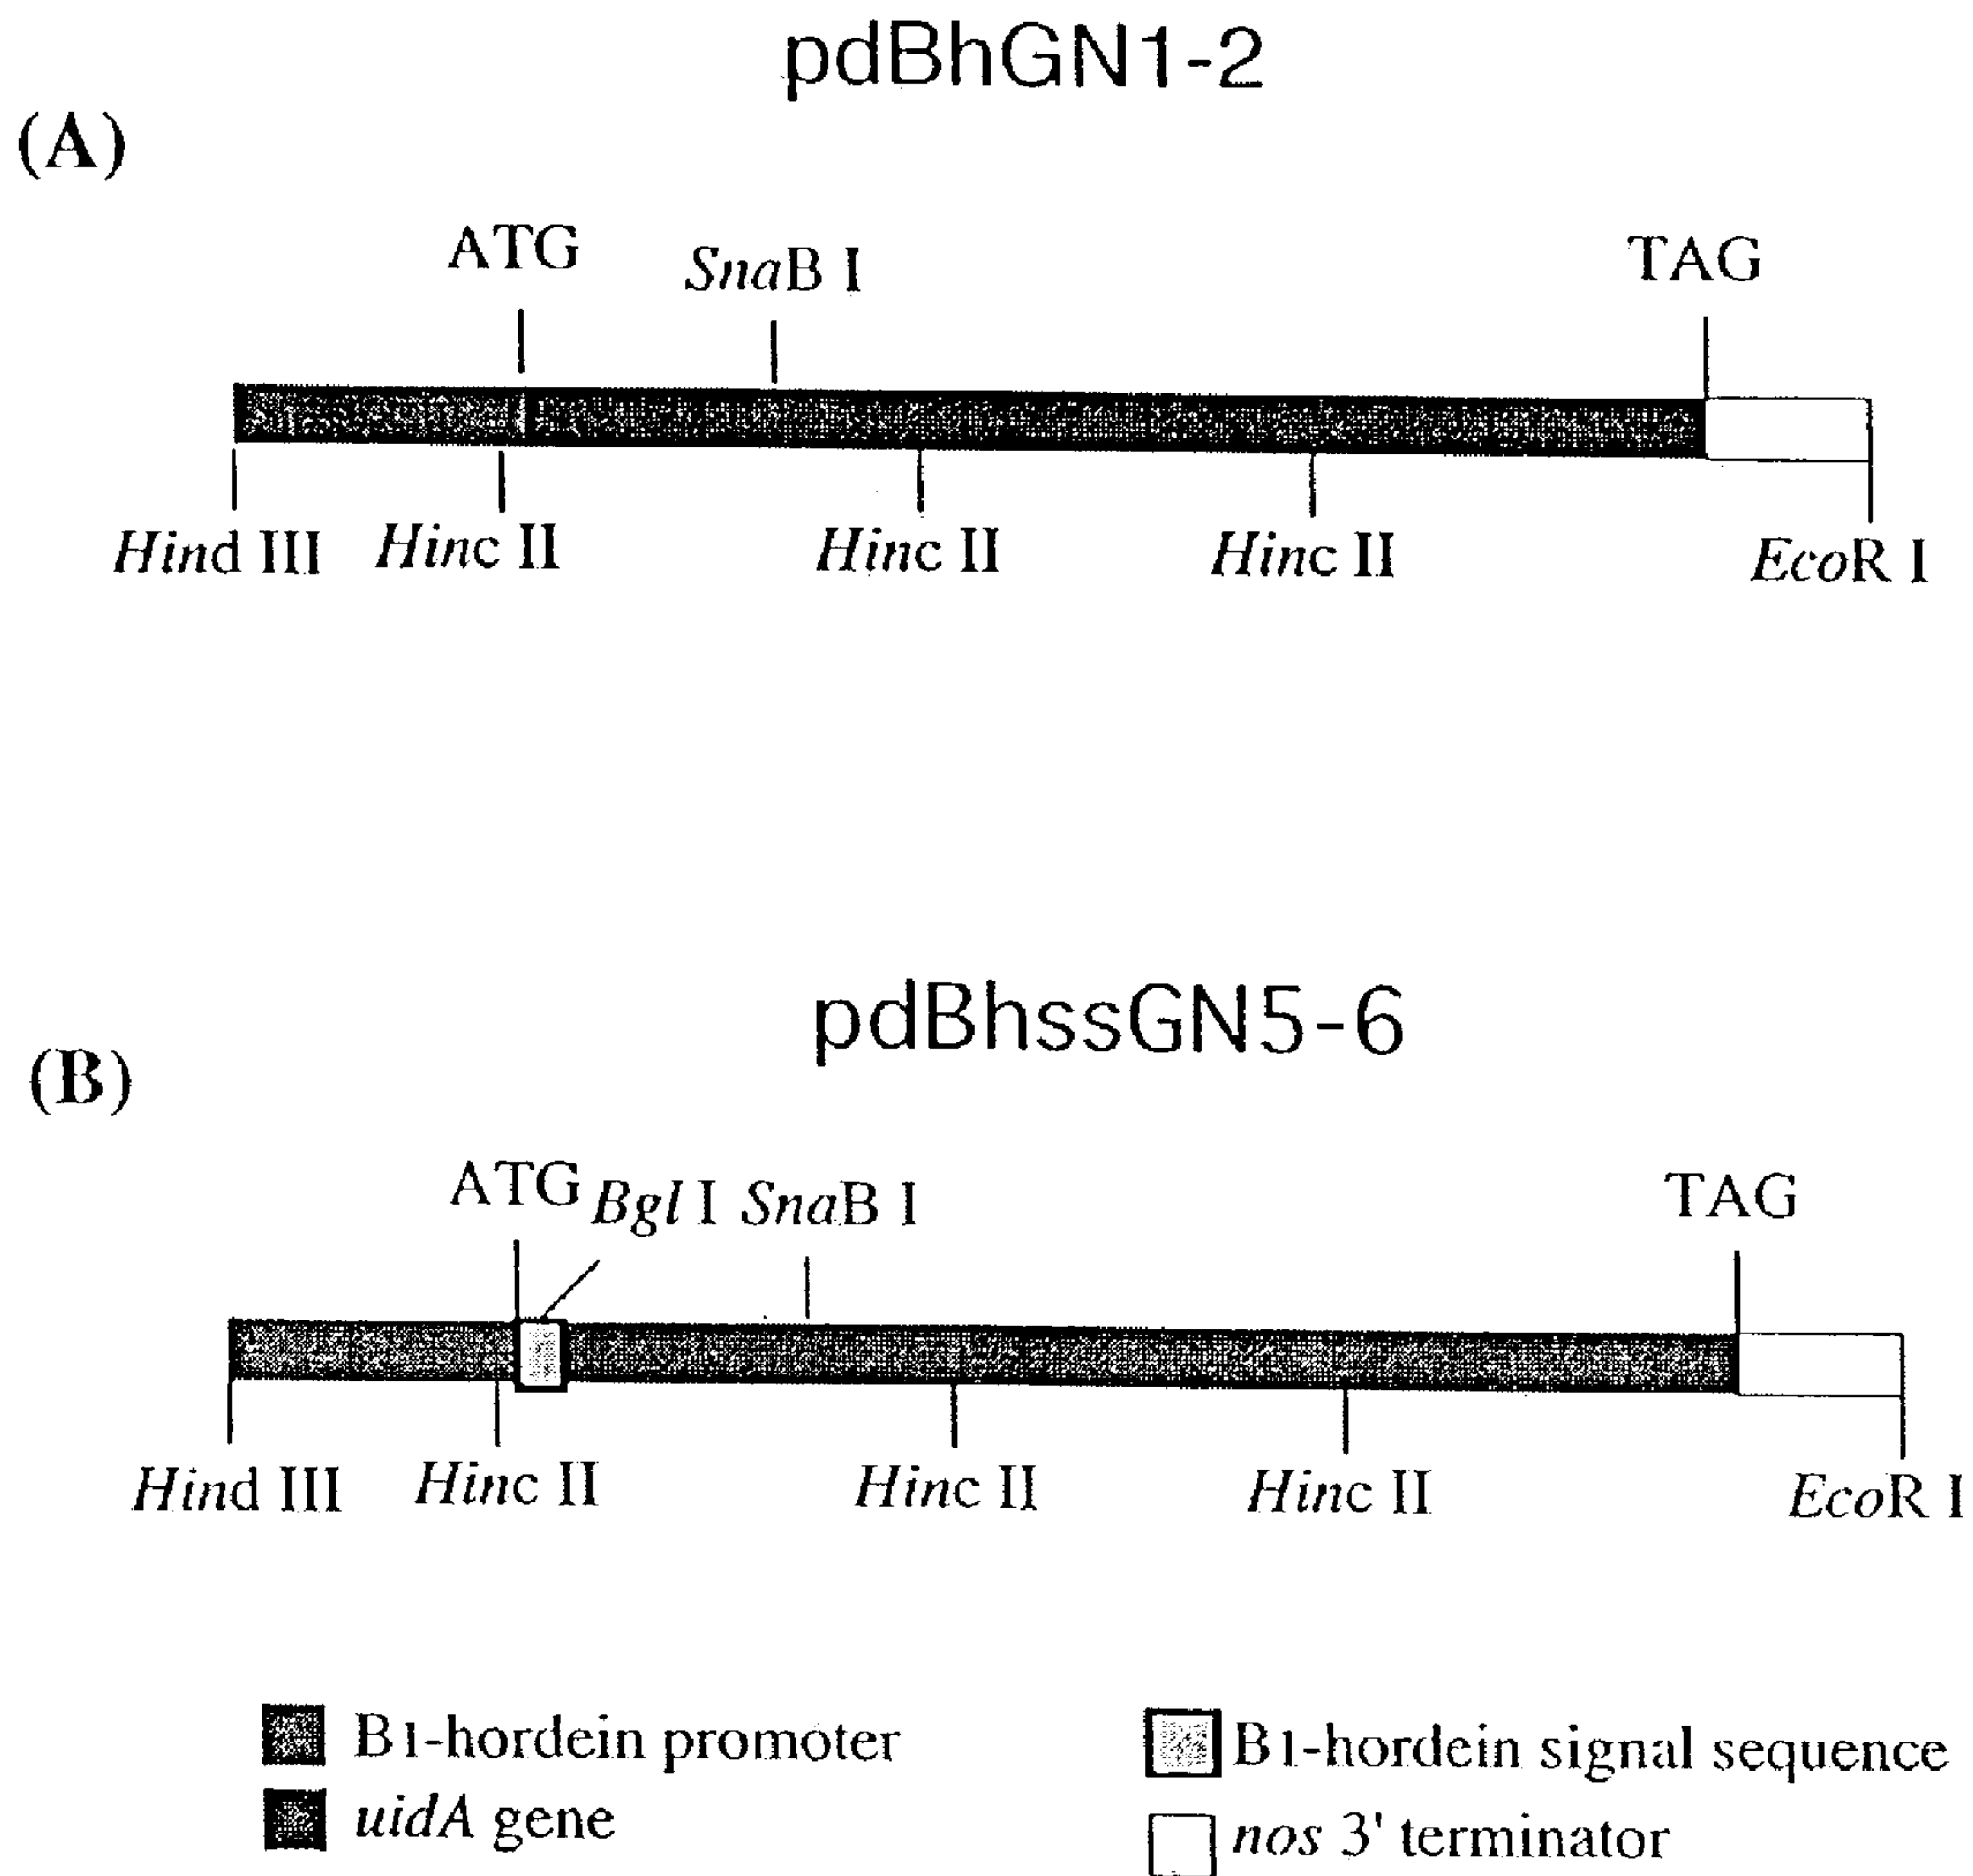 pdBhGN1-2
(A)
ATG
SnaB I
TAG
Hind III
Hinc II
Hinc II
Hinc II
EcoR I
pdBhssGN5-6
(B)
ATG
Bgl I
SnaB I
TAG
Hind III
Hinc II
Hinc II
Hinc II
EcoR I
B1-hordein promoter
B1-hordein signal sequence
uidA gene
nos 3' terminator